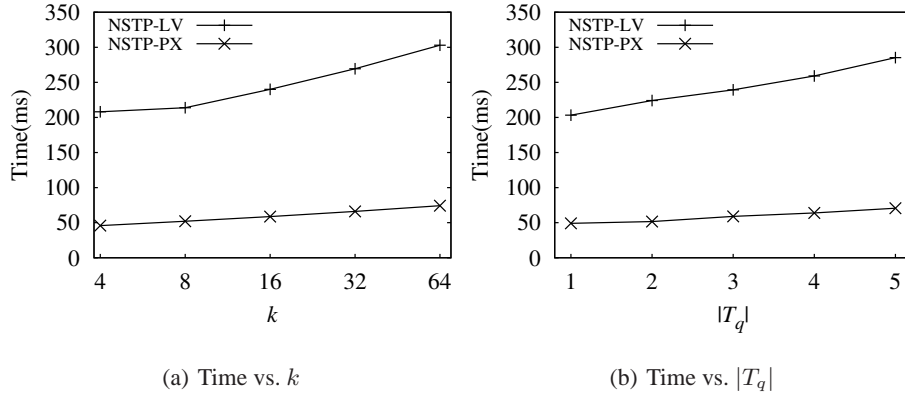 350
300
250
200
150
100
50
0
Time(ms)
NSTP-LV
NSTP-PX
4 8 16 32 64
k
(a) Time vs. k
350
300
250
200
150
100
50
0
Time(ms)
NSTP-LV
NSTP-PX
1 2 3 4 5
|T_q|
(b) Time vs. |T_q|